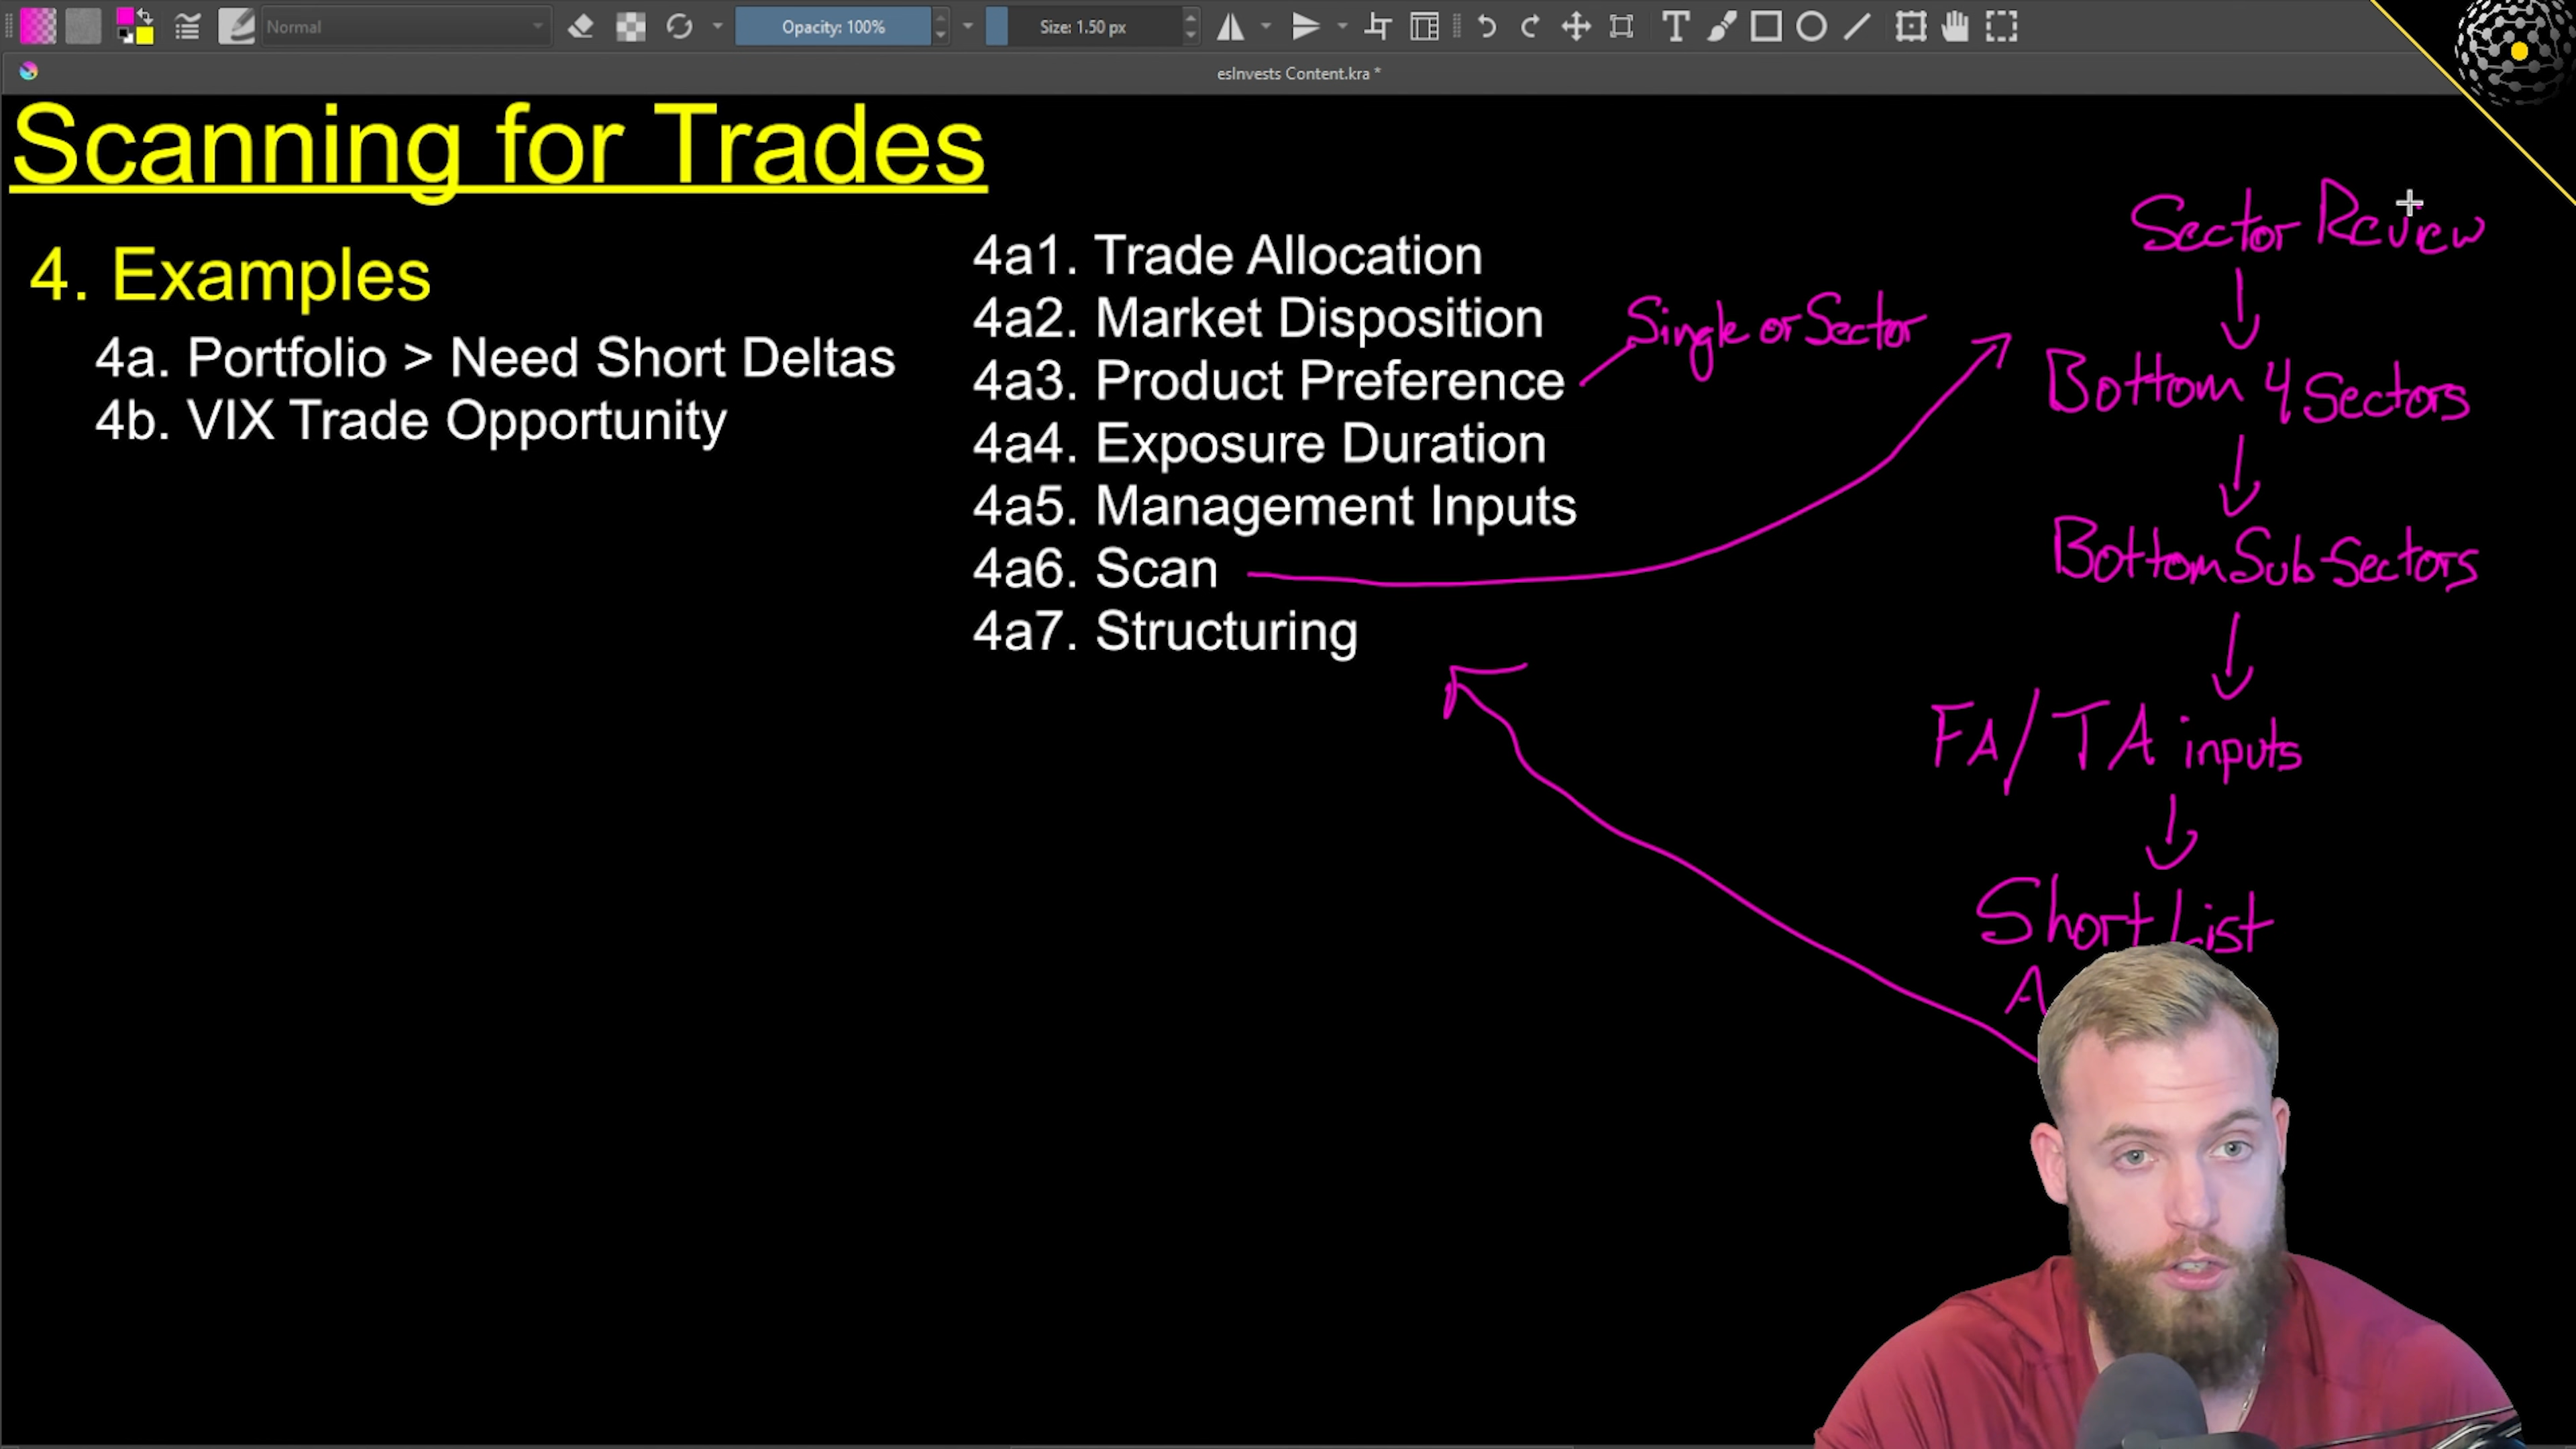 Normal
Opacity: 100%
Size: 1.50 px
esInvests Content.kra *
Scanning for Trades
4. Examples
4a. Portfolio > Need Short Deltas
4b. VIX Trade Opportunity
4a1. Trade Allocation
4a2. Market Disposition
4a3. Product Preference
4a4. Exposure Duration
4a5. Management Inputs
4a6. Scan
4a7. Structuring
Single or Sector
Sector Review
Bottom 4 Sectors
Bottom Sub-Sectors
FA/TA inputs
Short List
A